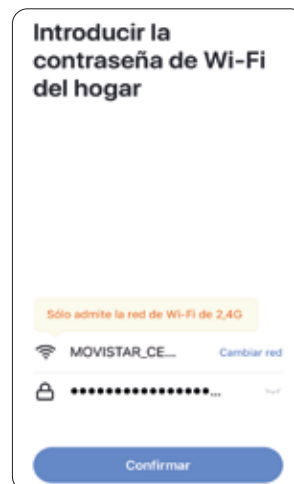 Introducir la
contraseña de Wi-Fi
del hogar
Sólo admite la red de Wi-Fi de 2,4G
MOVISTAR_CE... Cambiar red
••••••••••••••••...
Confirmar